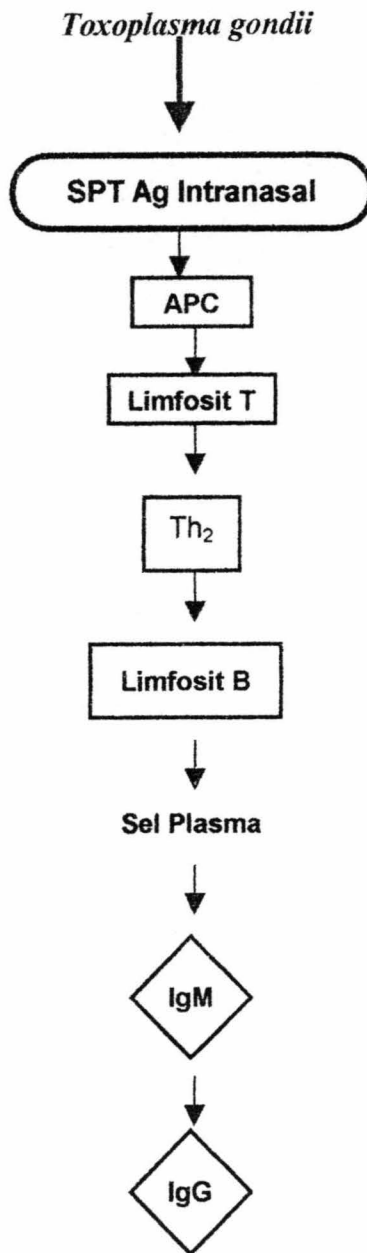 Toxoplasma gondii
SPT Ag Intranasal
APC
Limfosit T
Th₂
Limfosit B
Sel Plasma
IgM
IgG